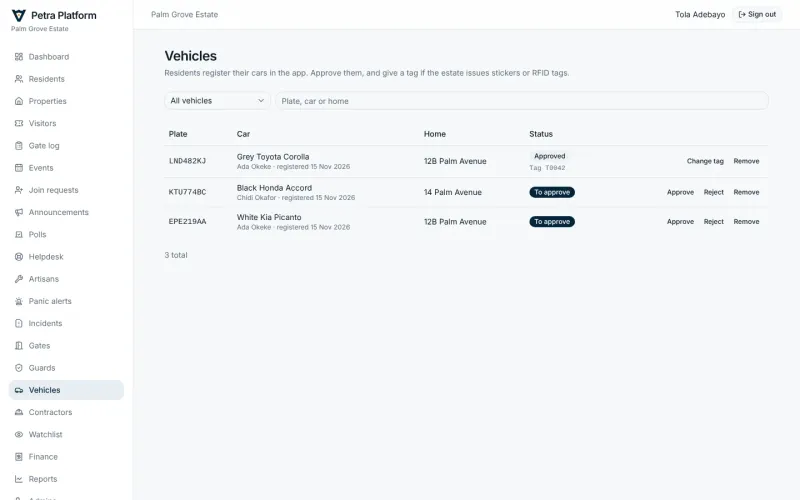 Petra Platform
Palm Grove Estate
Dashboard
Residents
Properties
Visitors
Gate log
Events
Join requests
Announcements
Polls
Helpdesk
Artisans
Panic alerts
Incidents
Gates
Guards
Vehicles
Contractors
Watchlist
Finance
Reports
Palm Grove Estate
Tola Adebayo
Sign out
Vehicles
Residents register their cars in the app. Approve them, and give a tag if the estate issues stickers or RFID tags.
All vehicles
Plate, car or home
Plate Car Home Status
LND482KJ Grey Toyota Corolla 12B Palm Avenue Approved Change tag Remove
Ada Okeke · registered 15 Nov 2026 Tag T0042
KTU774BC Black Honda Accord 14 Palm Avenue To approve Approve Reject Remove
Chidi Okafor · registered 15 Nov 2026
EPE219AA White Kia Picanto 12B Palm Avenue To approve Approve Reject Remove
Ada Okeke · registered 15 Nov 2026
3 total